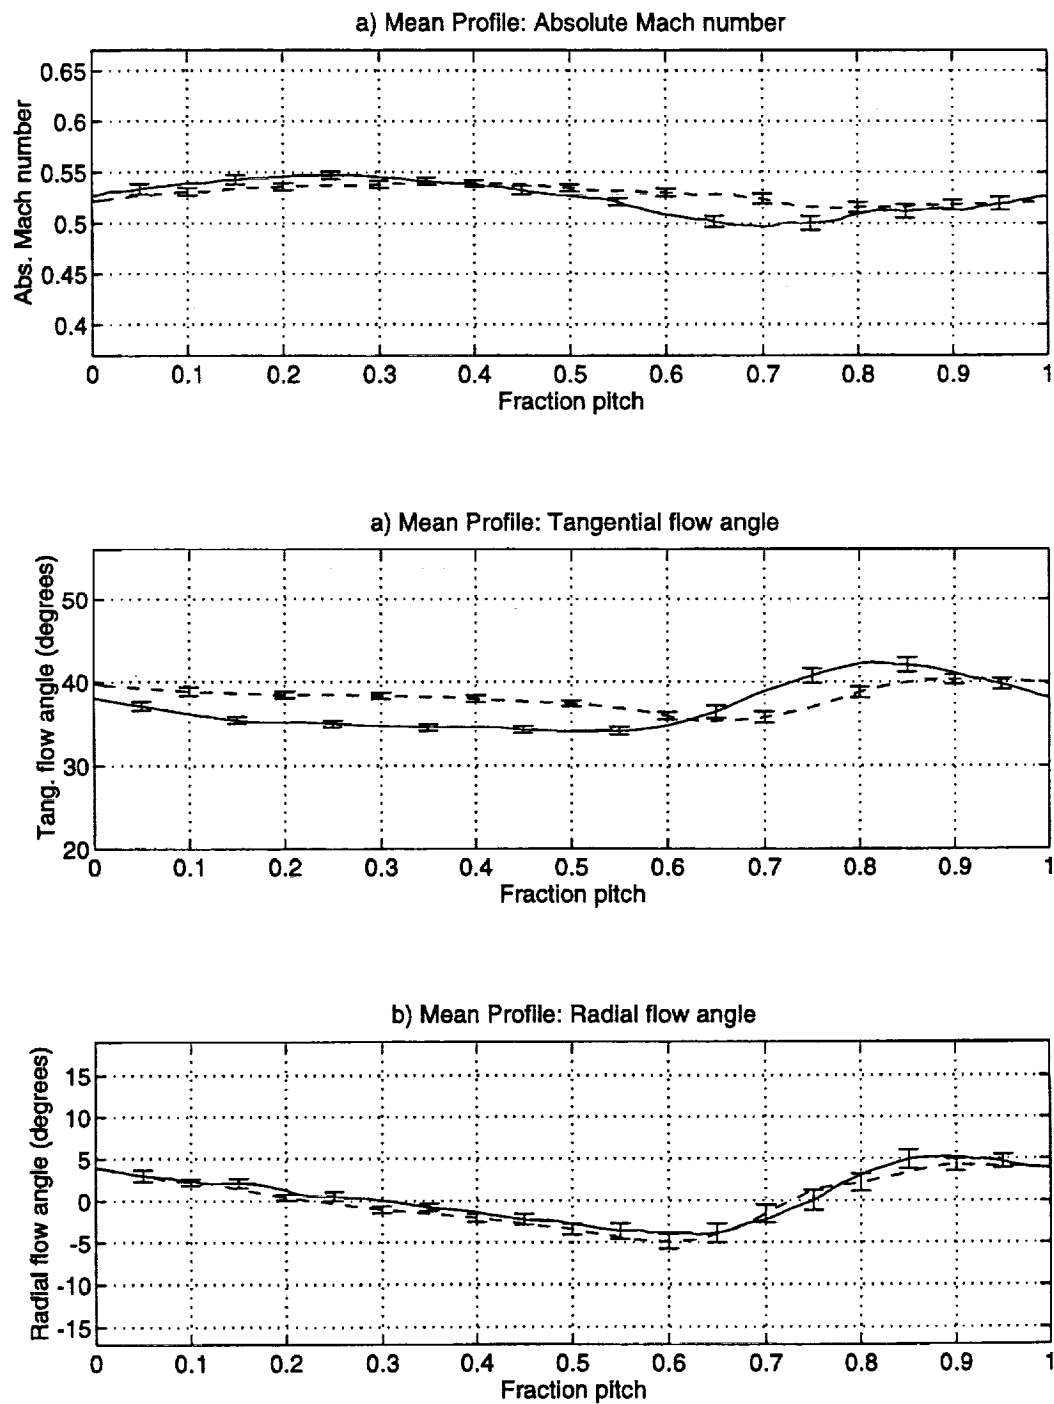 a) Mean Profile: Absolute Mach number
Abs. Mach number
0.65
0.6
0.55
0.5
0.45
0.4
0 0.1 0.2 0.3 0.4 0.5 0.6 0.7 0.8 0.9 1
Fraction pitch
a) Mean Profile: Tangential flow angle
Tang. flow angle (degrees)
50
40
30
20
0 0.1 0.2 0.3 0.4 0.5 0.6 0.7 0.8 0.9 1
Fraction pitch
b) Mean Profile: Radial flow angle
Radial flow angle (degrees)
15
10
5
0
-5
-10
-15
0 0.1 0.2 0.3 0.4 0.5 0.6 0.7 0.8 0.9 1
Fraction pitch